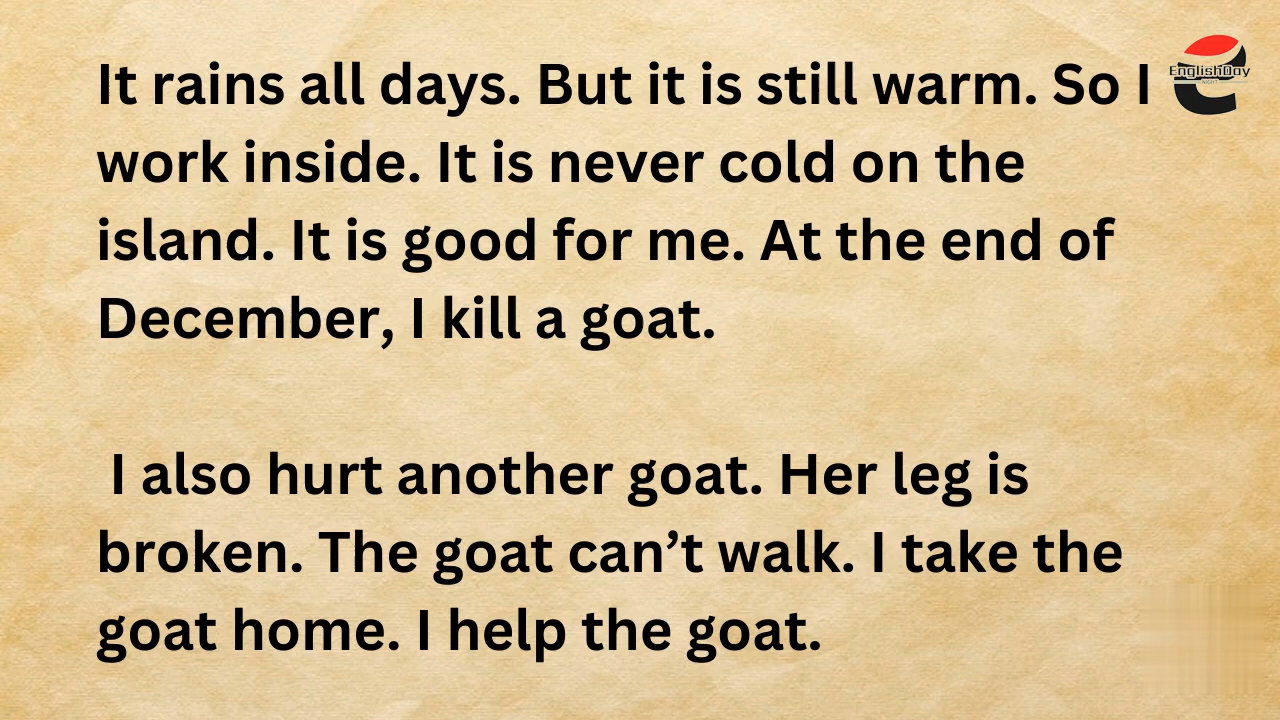 It rains all days. But it is still warm. So I
work inside. It is never cold on the
island. It is good for me. At the end of
December, I kill a goat.
I also hurt another goat. Her leg is
broken. The goat can’t walk. I take the
goat home. I help the goat.
EnglishDay